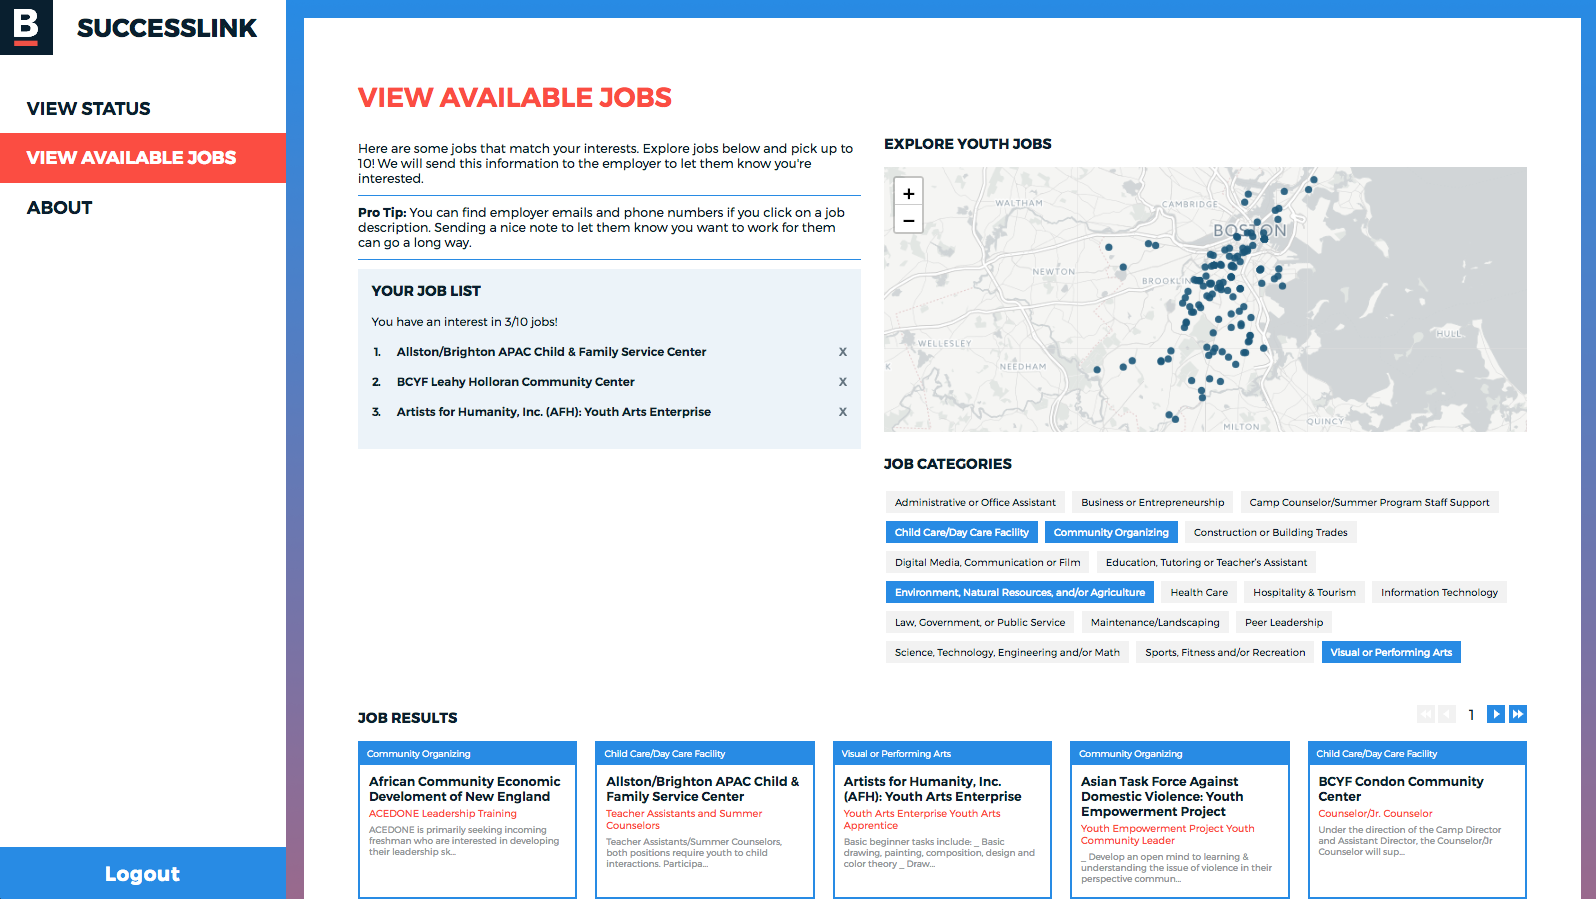 B SUCCESSLINK
VIEW STATUS
VIEW AVAILABLE JOBS
ABOUT
Logout
VIEW AVAILABLE JOBS
Here are some jobs that match your interests. Explore jobs below and pick up to
10! We will send this information to the employer to let them know you're
interested.
Pro Tip: You can find employer emails and phone numbers if you click on a job
description. Sending a nice note to let them know you want to work for them
can go a long way.
YOUR JOB LIST
You have an interest in 3/10 jobs!
1. Allston/Brighton APAC Child & Family Service Center X
2. BCYF Leahy Holloran Community Center X
3. Artists for Humanity, Inc. (AFH): Youth Arts Enterprise X
EXPLORE YOUTH JOBS
+
−
WALTHAM
CAMBRIDGE
BOSTON
NEWTON
BROOKLIN
WELLESLEY
HULL
NEEDHAM
K
QUINCY
MILTON
JOB CATEGORIES
Administrative or Office Assistant Business or Entrepreneurship Camp Counselor/Summer Program Staff Support
Child Care/Day Care Facility Community Organizing Construction or Building Trades
Digital Media, Communication or Film Education, Tutoring or Teacher's Assistant
Environment, Natural Resources, and/or Agriculture Health Care Hospitality & Tourism Information Technology
Law, Government, or Public Service Maintenance/Landscaping Peer Leadership
Science, Technology, Engineering and/or Math Sports, Fitness and/or Recreation Visual or Performing Arts
JOB RESULTS
1
Community Organizing
African Community Economic
Develoment of New England
ACEDONE Leadership Training
ACEDONE is primarily seeking incoming
freshman who are interested in developing
their leadership sk...
Child Care/Day Care Facility
Allston/Brighton APAC Child &
Family Service Center
Teacher Assistants and Summer
Counselors
Teacher Assistants/Summer Counselors,
both positions require youth to child
interactions. Participa...
Visual or Performing Arts
Artists for Humanity, Inc.
(AFH): Youth Arts Enterprise
Youth Arts Enterprise Youth Arts
Apprentice
Basic beginner tasks include: _ Basic
drawing, painting, composition, design and
color theory _ Draw...
Community Organizing
Asian Task Force Against
Domestic Violence: Youth
Empowerment Project
Youth Empowerment Project Youth
Community Leader
_ Develop an open mind to learning &
understanding the issue of violence in their
perspective commun...
Child Care/Day Care Facility
BCYF Condon Community
Center
Counselor/Jr. Counselor
Under the direction of the Camp Director
and Assistant Director, the Counselor/Jr
Counselor will sup...